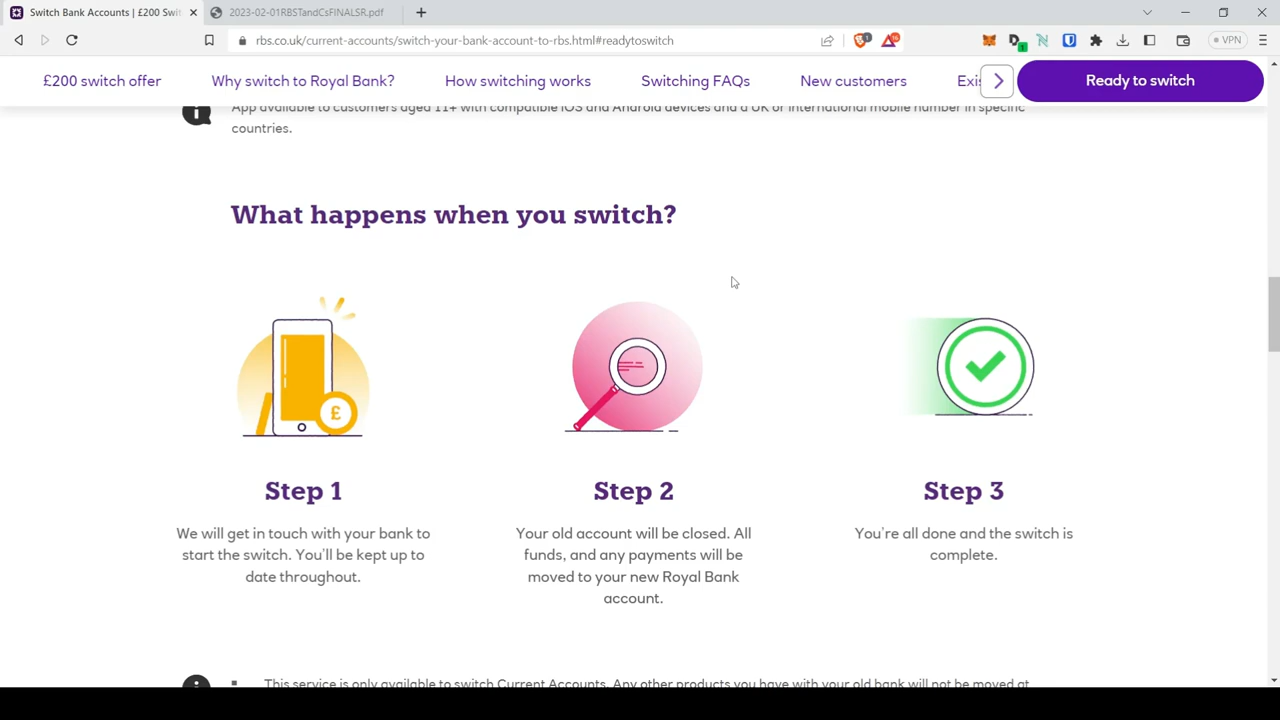 Switch Bank Accounts | £200 Swit
2023-02-01RBSTandCsFINALSR.pdf
rbs.co.uk/current-accounts/switch-your-bank-account-to-rbs.html#readytoswitch
VPN
£200 switch offer
Why switch to Royal Bank?
How switching works
Switching FAQs
New customers
Exis
Ready to switch
App available to customers aged 11+ with compatible iOS and Android devices and a UK or international mobile number in specific
countries.
What happens when you switch?
£
Step 1
We will get in touch with your bank to
start the switch. You'll be kept up to
date throughout.
Step 2
Your old account will be closed. All
funds, and any payments will be
moved to your new Royal Bank
account.
Step 3
You're all done and the switch is
complete.
This service is only available to switch Current Accounts. Any other products you have with your old bank will not be moved at